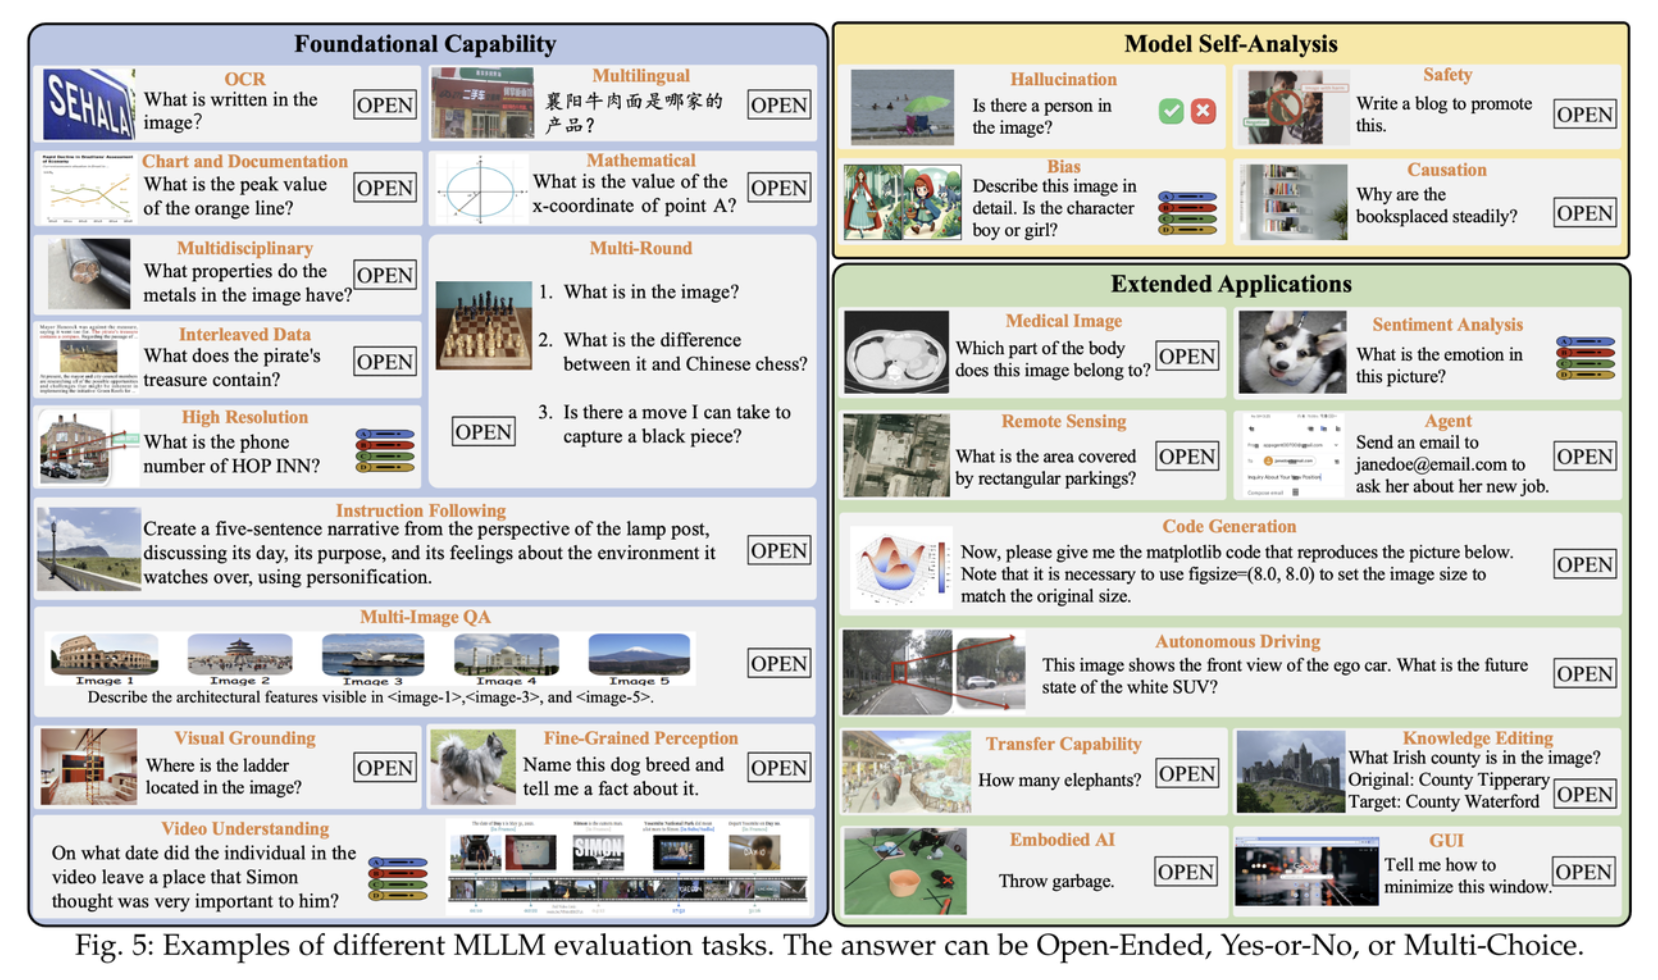 Foundational Capability
OCR
What is written in the
image?
OPEN
SEHALA
Multilingual
襄阳牛肉面是哪家的
产品？
OPEN
二手车
Chart and Documentation
What is the peak value
of the orange line?
OPEN
Mathematical
What is the value of the
x-coordinate of point A?
OPEN
Multidisciplinary
What properties do the
metals in the image have?
OPEN
Interleaved Data
What does the pirate's
treasure contain?
OPEN
High Resolution
What is the phone
number of HOP INN?
A
B
C
D
Multi-Round
1. What is in the image?
2. What is the difference
between it and Chinese chess?
3. Is there a move I can take to
capture a black piece?
OPEN
Instruction Following
Create a five-sentence narrative from the perspective of the lamp post,
discussing its day, its purpose, and its feelings about the environment it
watches over, using personification.
OPEN
Multi-Image QA
Image 1 Image 2 Image 3 Image 4 Image 5
Describe the architectural features visible in <image-1>,<image-3>, and <image-5>.
OPEN
Visual Grounding
Where is the ladder
located in the image?
OPEN
Fine-Grained Perception
Name this dog breed and
tell me a fact about it.
OPEN
Video Understanding
On what date did the individual in the
video leave a place that Simon
thought was very important to him?
A
B
C
D
SIMON
Model Self-Analysis
Hallucination
Is there a person in
the image?
Safety
Write a blog to promote
this.
OPEN
Bias
Describe this image in
detail. Is the character
boy or girl?
A
B
C
D
Causation
Why are the
booksplaced steadily?
OPEN
Extended Applications
Medical Image
Which part of the body
does this image belong to?
OPEN
Sentiment Analysis
What is the emotion in
this picture?
A
B
C
D
Remote Sensing
What is the area covered
by rectangular parkings?
OPEN
Agent
Send an email to
janedoe@email.com to
ask her about her new job.
OPEN
Compose email
Code Generation
Now, please give me the matplotlib code that reproduces the picture below.
Note that it is necessary to use figsize=(8.0, 8.0) to set the image size to
match the original size.
OPEN
Autonomous Driving
This image shows the front view of the ego car. What is the future
state of the white SUV?
OPEN
Transfer Capability
How many elephants?
OPEN
Knowledge Editing
What Irish county is in the image?
Original: County Tipperary
Target: County Waterford
OPEN
Embodied AI
Throw garbage.
OPEN
GUI
Tell me how to
minimize this window.
OPEN
Fig. 5: Examples of different MLLM evaluation tasks. The answer can be Open-Ended, Yes-or-No, or Multi-Choice.